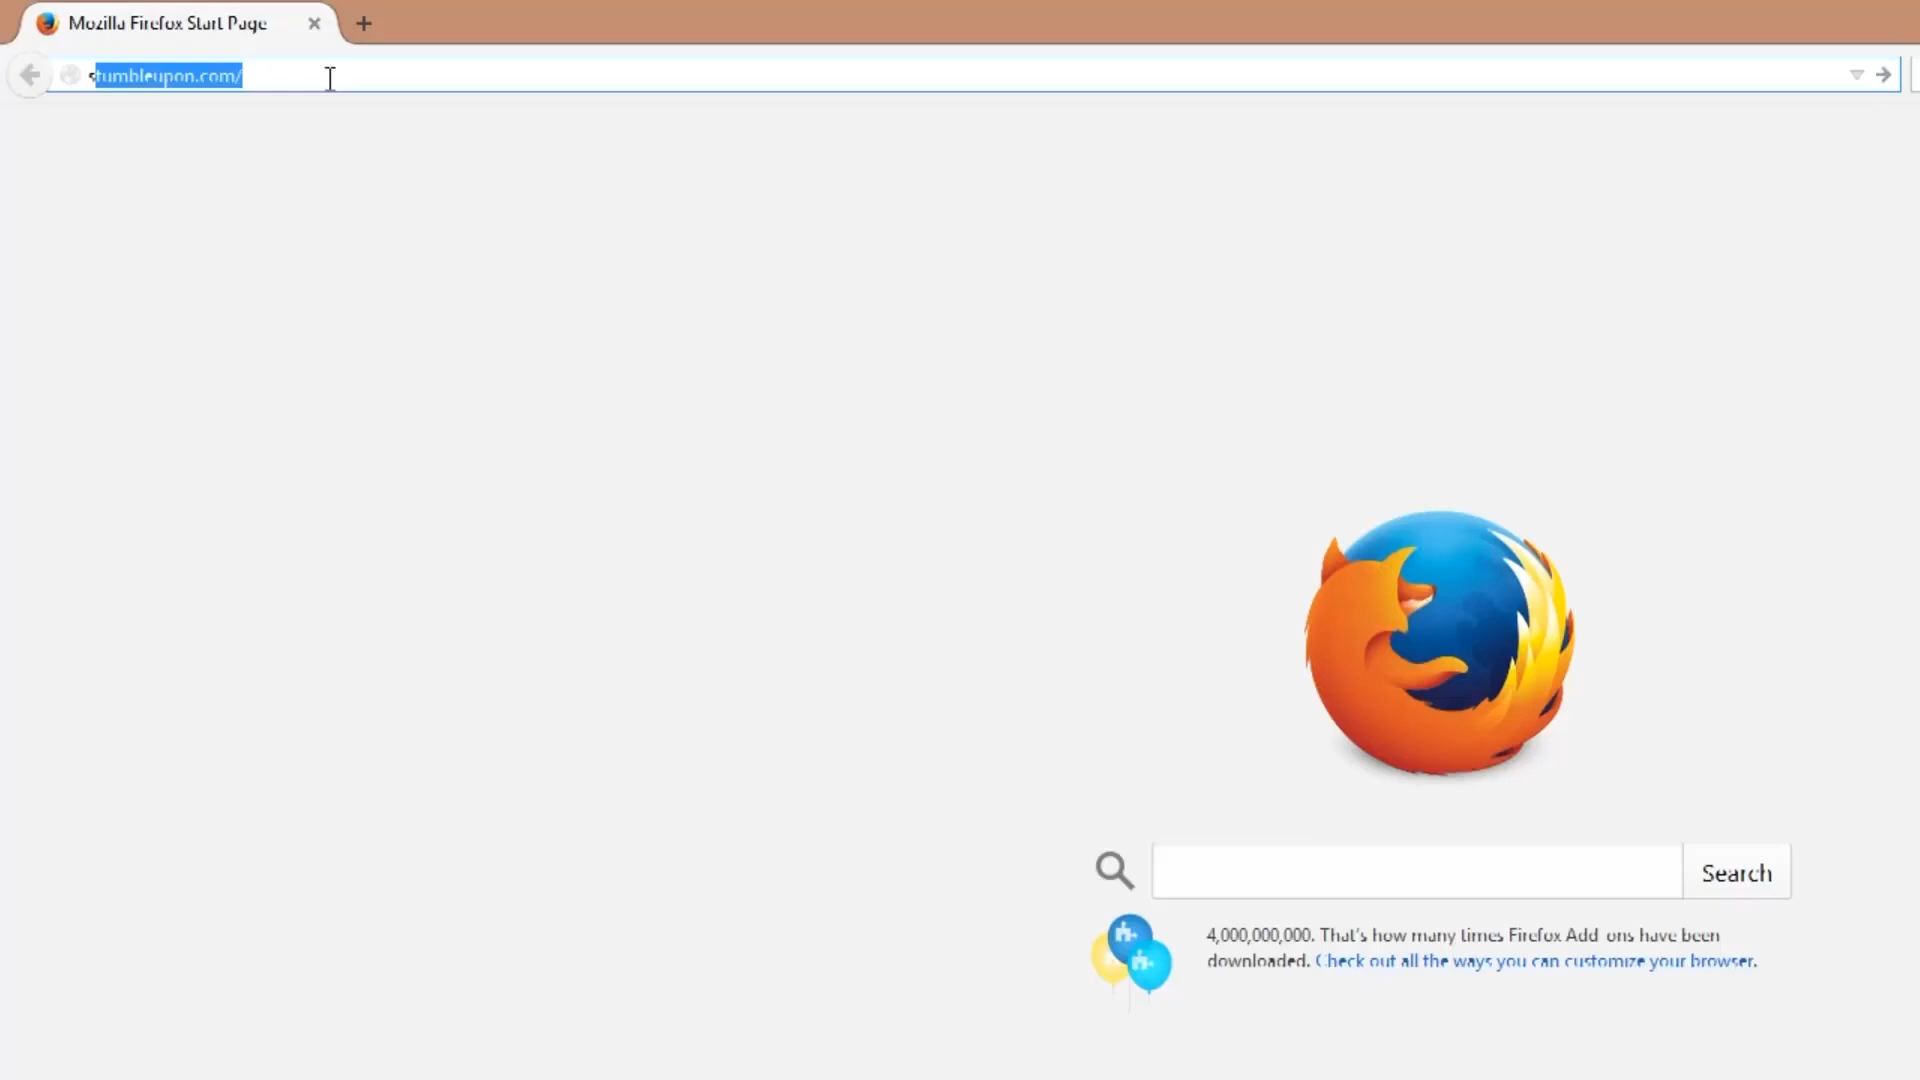 Mozilla Firefox Start Page
stumbleupon.com/
Search
4,000,000,000. That's how many times Firefox Add ons have been
downloaded. Check out all the ways you can customize your browser.